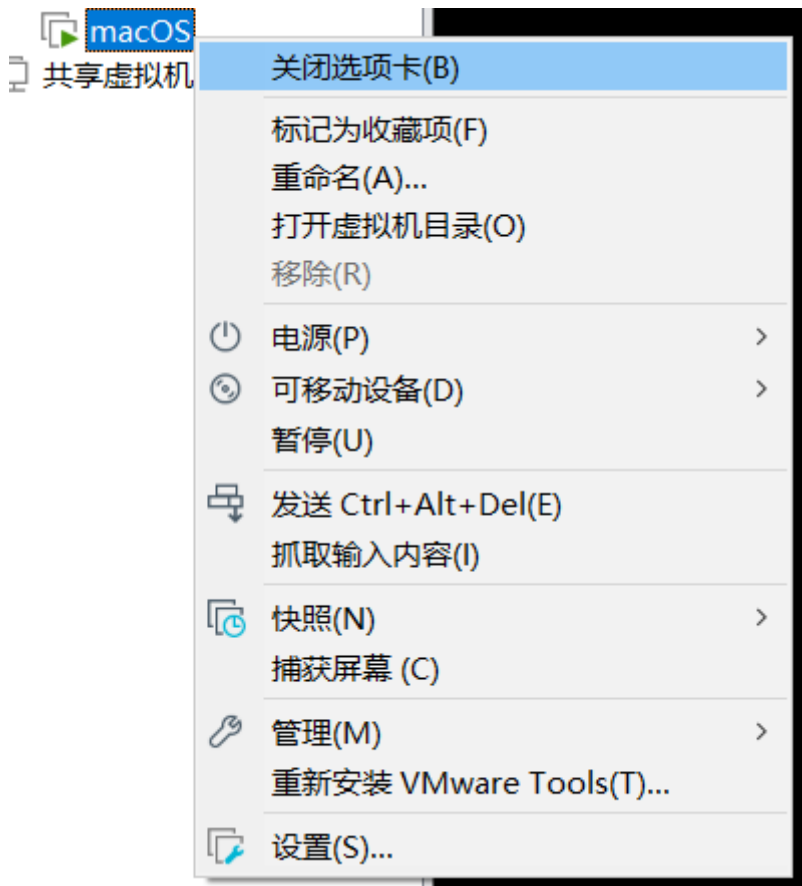 macOS
共享虚拟机
关闭选项卡(B)
标记为收藏项(F)
重命名(A)...
打开虚拟机目录(O)
移除(R)
电源(P)
可移动设备(D)
暂停(U)
发送 Ctrl+Alt+Del(E)
抓取输入内容(I)
快照(N)
捕获屏幕 (C)
管理(M)
重新安装 VMware Tools(T)...
设置(S)...